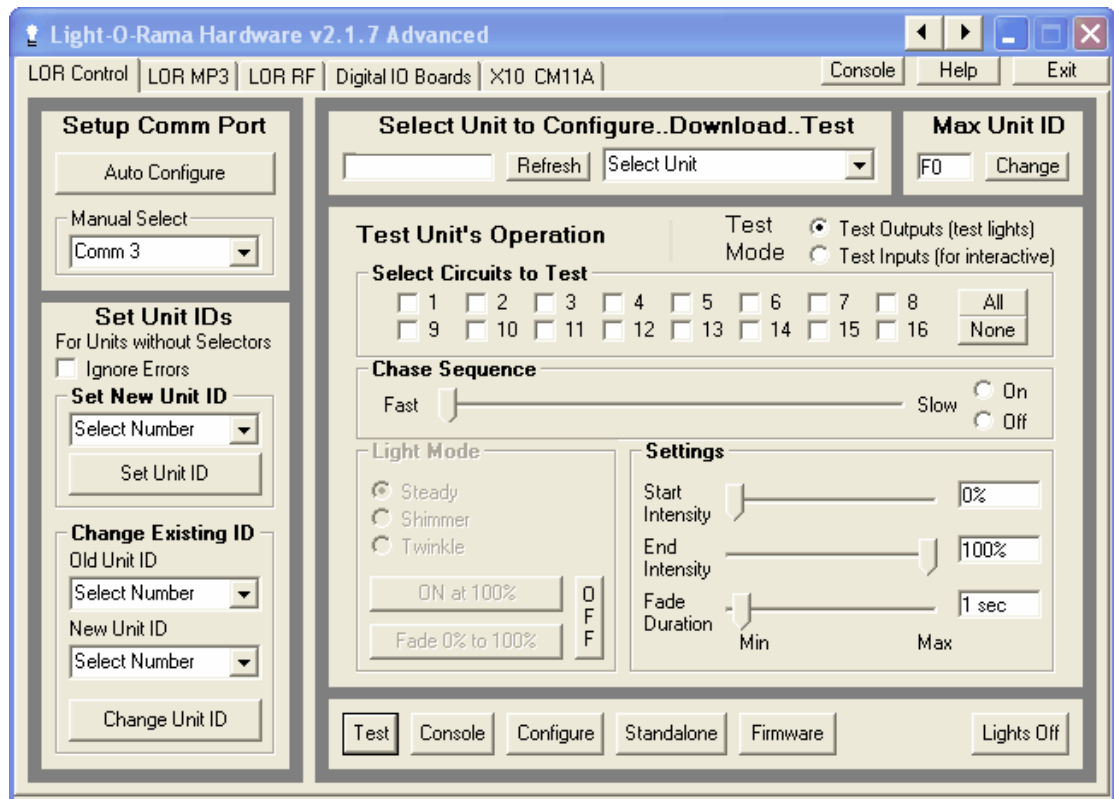 Light-O-Rama Hardware v2.1.7 Advanced
LOR Control LOR MP3 LOR RF Digital IO Boards X10 CM11A Console Help Exit
Setup Comm Port
Auto Configure
Manual Select
Comm 3
Set Unit IDs
For Units without Selectors
Ignore Errors
Set New Unit ID
Select Number
Set Unit ID
Change Existing ID
Old Unit ID
Select Number
New Unit ID
Select Number
Change Unit ID
Select Unit to Configure..Download..Test
Refresh Select Unit
Max Unit ID
F0 Change
Test Unit's Operation
Test Mode
Test Outputs (test lights)
Test Inputs (for interactive)
Select Circuits to Test
1 2 3 4 5 6 7 8 All
9 10 11 12 13 14 15 16 None
Chase Sequence
Fast Slow
On
Off
Light Mode
Steady
Shimmer
Twinkle
ON at 100%
Fade 0% to 100%
OFF
Settings
Start Intensity 0%
End Intensity 100%
Fade Duration 1 sec
Min Max
Test Console Configure Standalone Firmware Lights Off